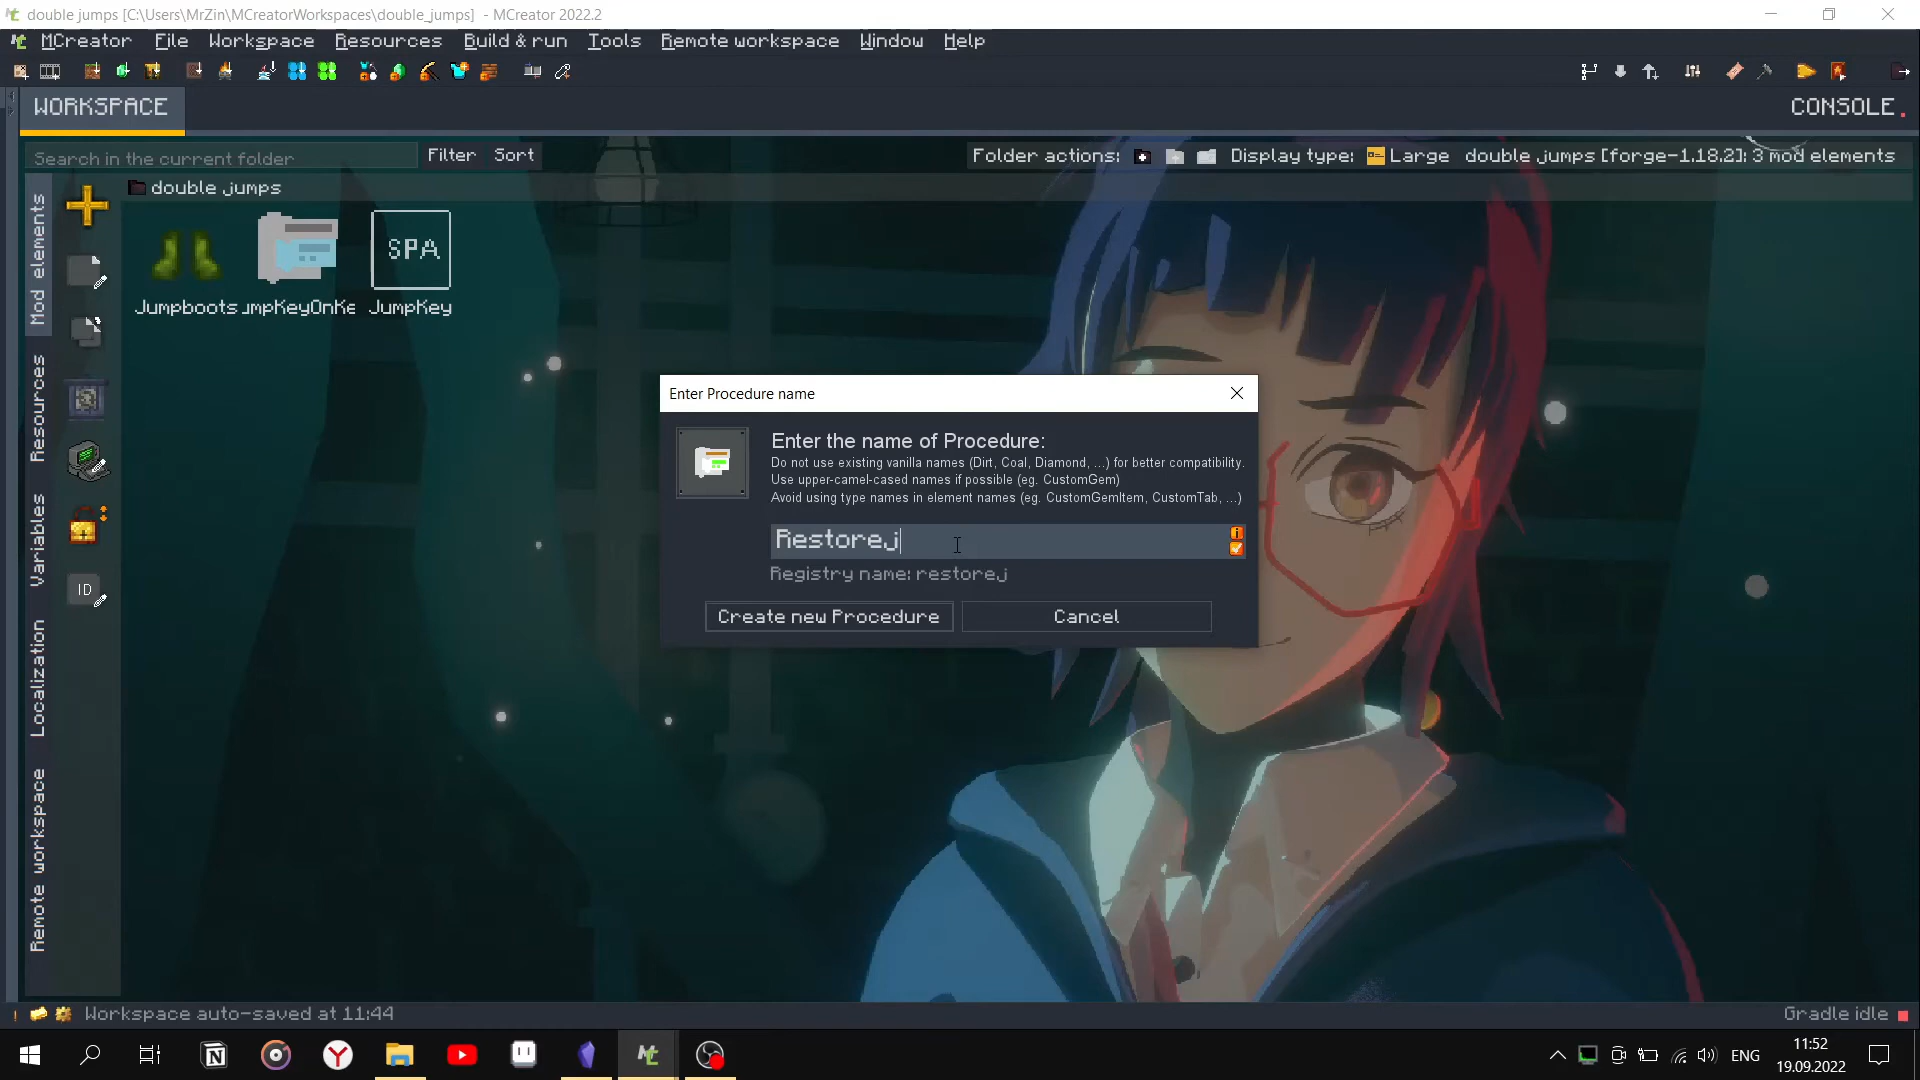 double jumps [C:\Users\MrZin\MCreatorWorkspaces\double_jumps] - MCreator 2022.2
MCreator File Workspace Resources Build & run Tools Remote workspace Window Help
WORKSPACE
CONSOLE
Search in the current folder
Filter Sort
Folder actions: Display type: Large double jumps [forge-1.18.2]: 3 mod elements
double jumps
Mod elements
Resources
Variables
Localization
Remote workspace
ID
SPA
Jumpboots
umpKeyOnKe
JumpKey
Enter Procedure name
Enter the name of Procedure:
Do not use existing vanilla names (Dirt, Coal, Diamond, ...) for better compatibility.
Use upper-camel-cased names if possible (eg. CustomGem)
Avoid using type names in element names (eg. CustomGemItem, CustomTab, ...)
Restorej
Registry name: restorej
Create new Procedure
Cancel
Workspace auto-saved at 11:44
Gradle idle
ENG
11:52
19.09.2022